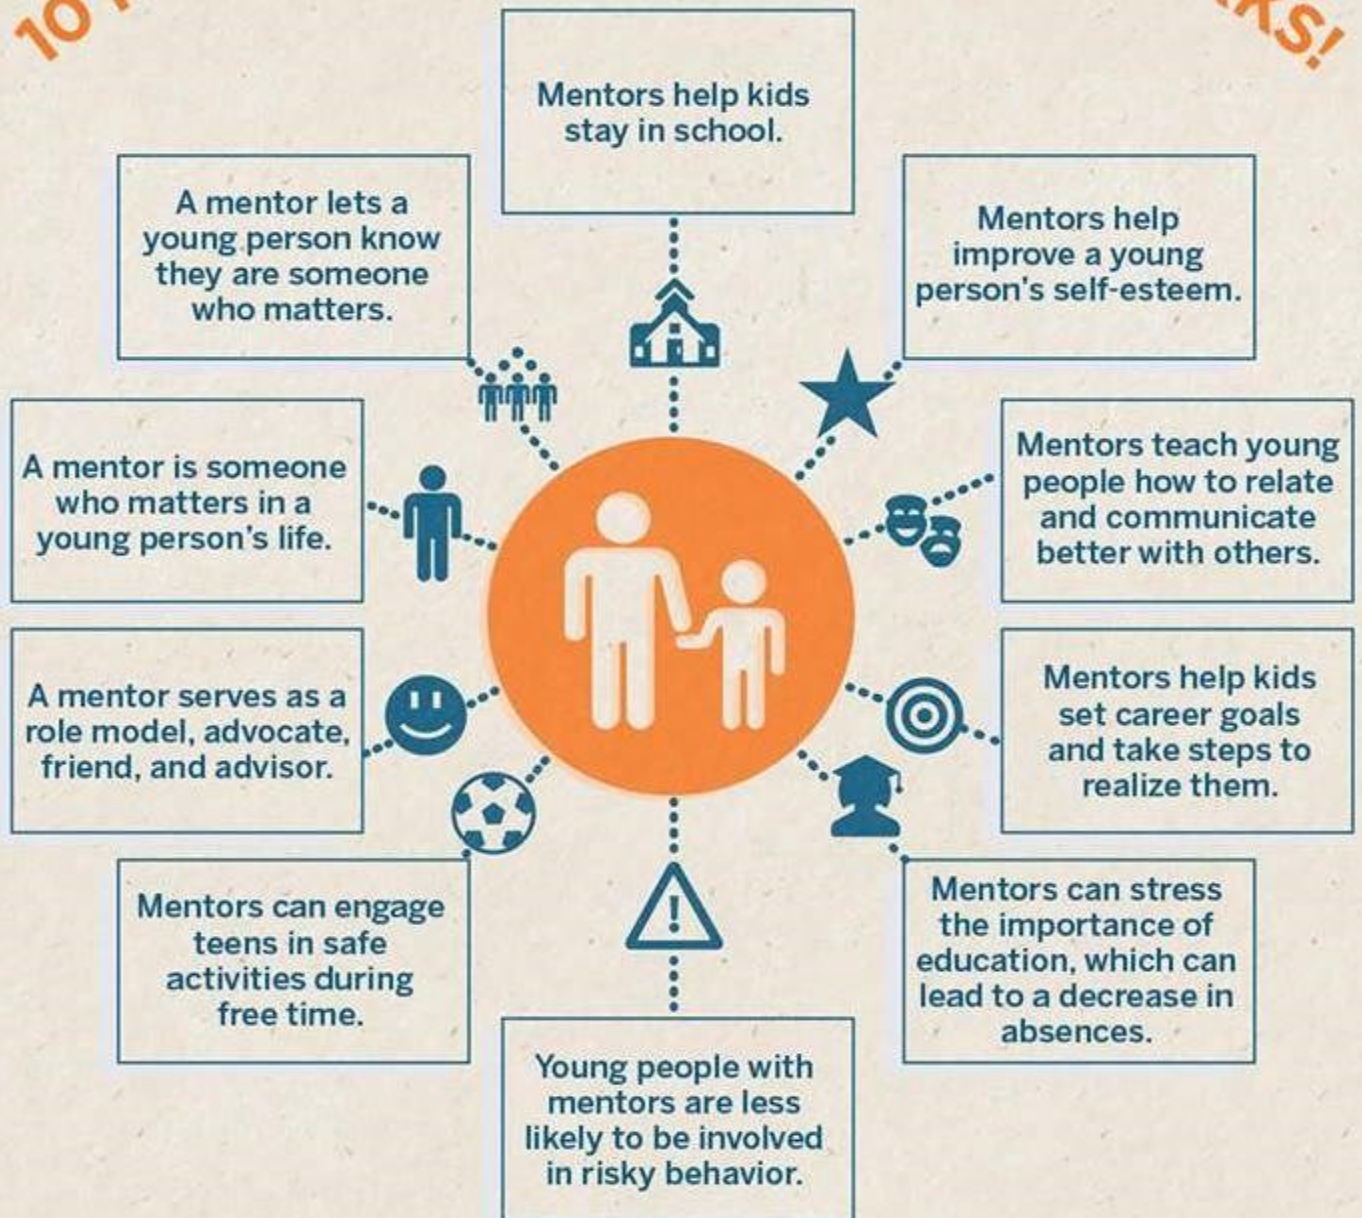 10
Mentors help kids
stay in school.
Mentors help
improve a young
person's self-esteem.
Mentors teach young
people how to relate
and communicate
better with others.
Mentors help kids
set career goals
and take steps to
realize them.
Mentors can stress
the importance of
education, which can
lead to a decrease in
absences.
Young people with
mentors are less
likely to be involved
in risky behavior.
Mentors can engage
teens in safe
activities during
free time.
A mentor serves as a
role model, advocate,
friend, and advisor.
A mentor is someone
who matters in a
young person's life.
A mentor lets a
young person know
they are someone
who matters.